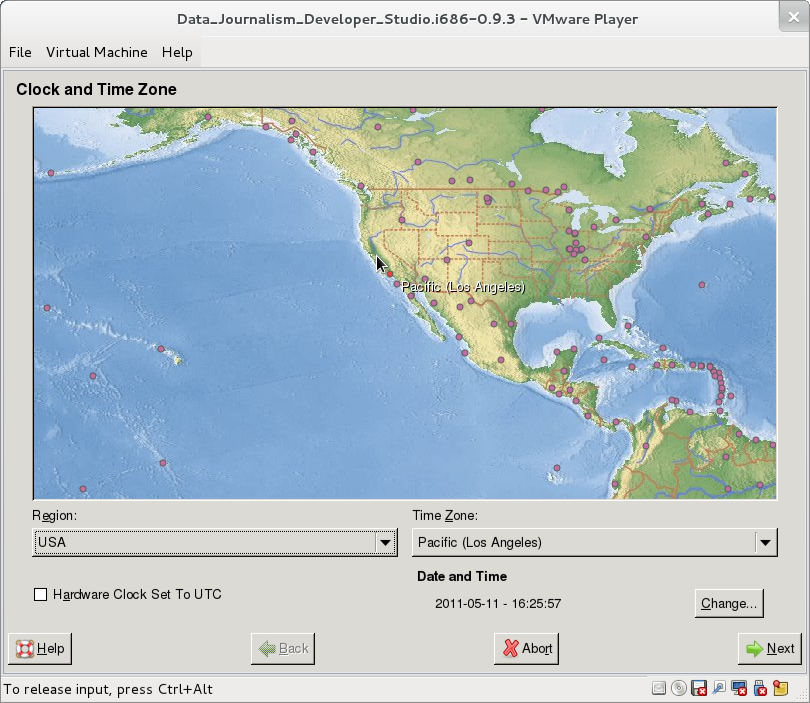 Data_Journalism_Developer_Studio.i686-0.9.3 - VMware Player
File Virtual Machine Help
Clock and Time Zone
Pacific (Los Angeles)
Region:
Time Zone:
USA
Pacific (Los Angeles)
Hardware Clock Set To UTC
Date and Time
2011-05-11 - 16:25:57
Change...
Help
Back
Abort
Next
To release input, press Ctrl+Alt